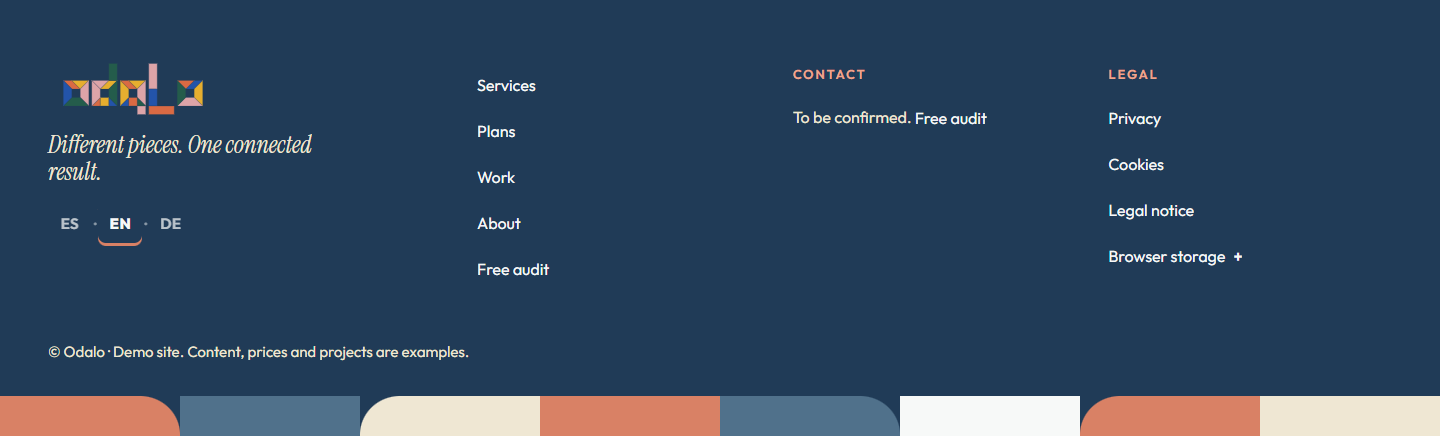 odalo
Different pieces. One connected
result.
ES · EN · DE
Services
Plans
Work
About
Free audit
CONTACT
To be confirmed. Free audit
LEGAL
Privacy
Cookies
Legal notice
Browser storage +
© Odalo · Demo site. Content, prices and projects are examples.